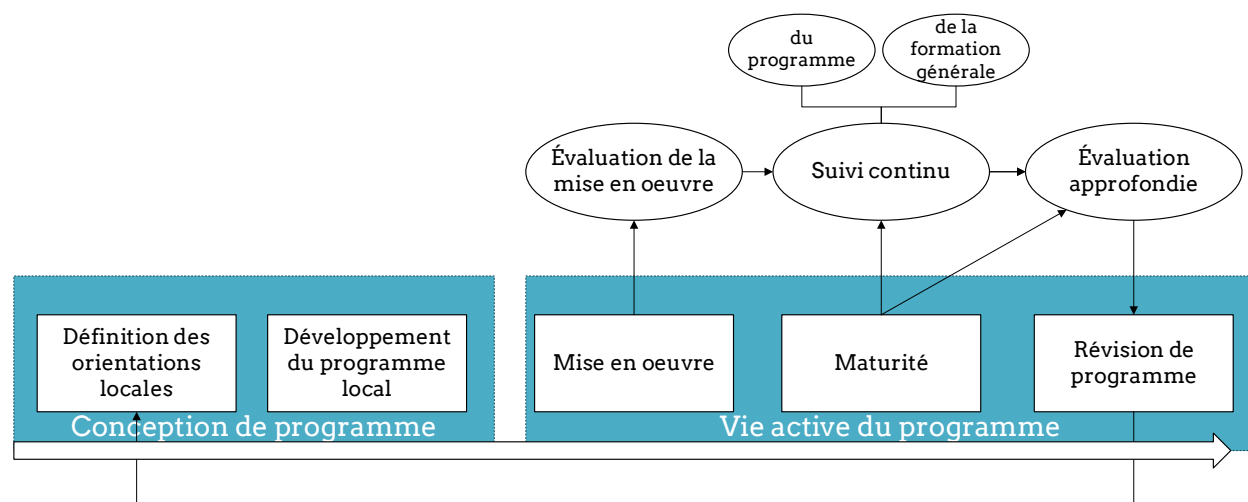 du
programme
de la
formation
générale
Évaluation de la
mise en oeuvre
Suivi continu
Évaluation
approfondie
Définition des
orientations
locales
Développement
du programme
local
Mise en oeuvre
Maturité
Révision de
programme
Conception de programme
Vie active du programme